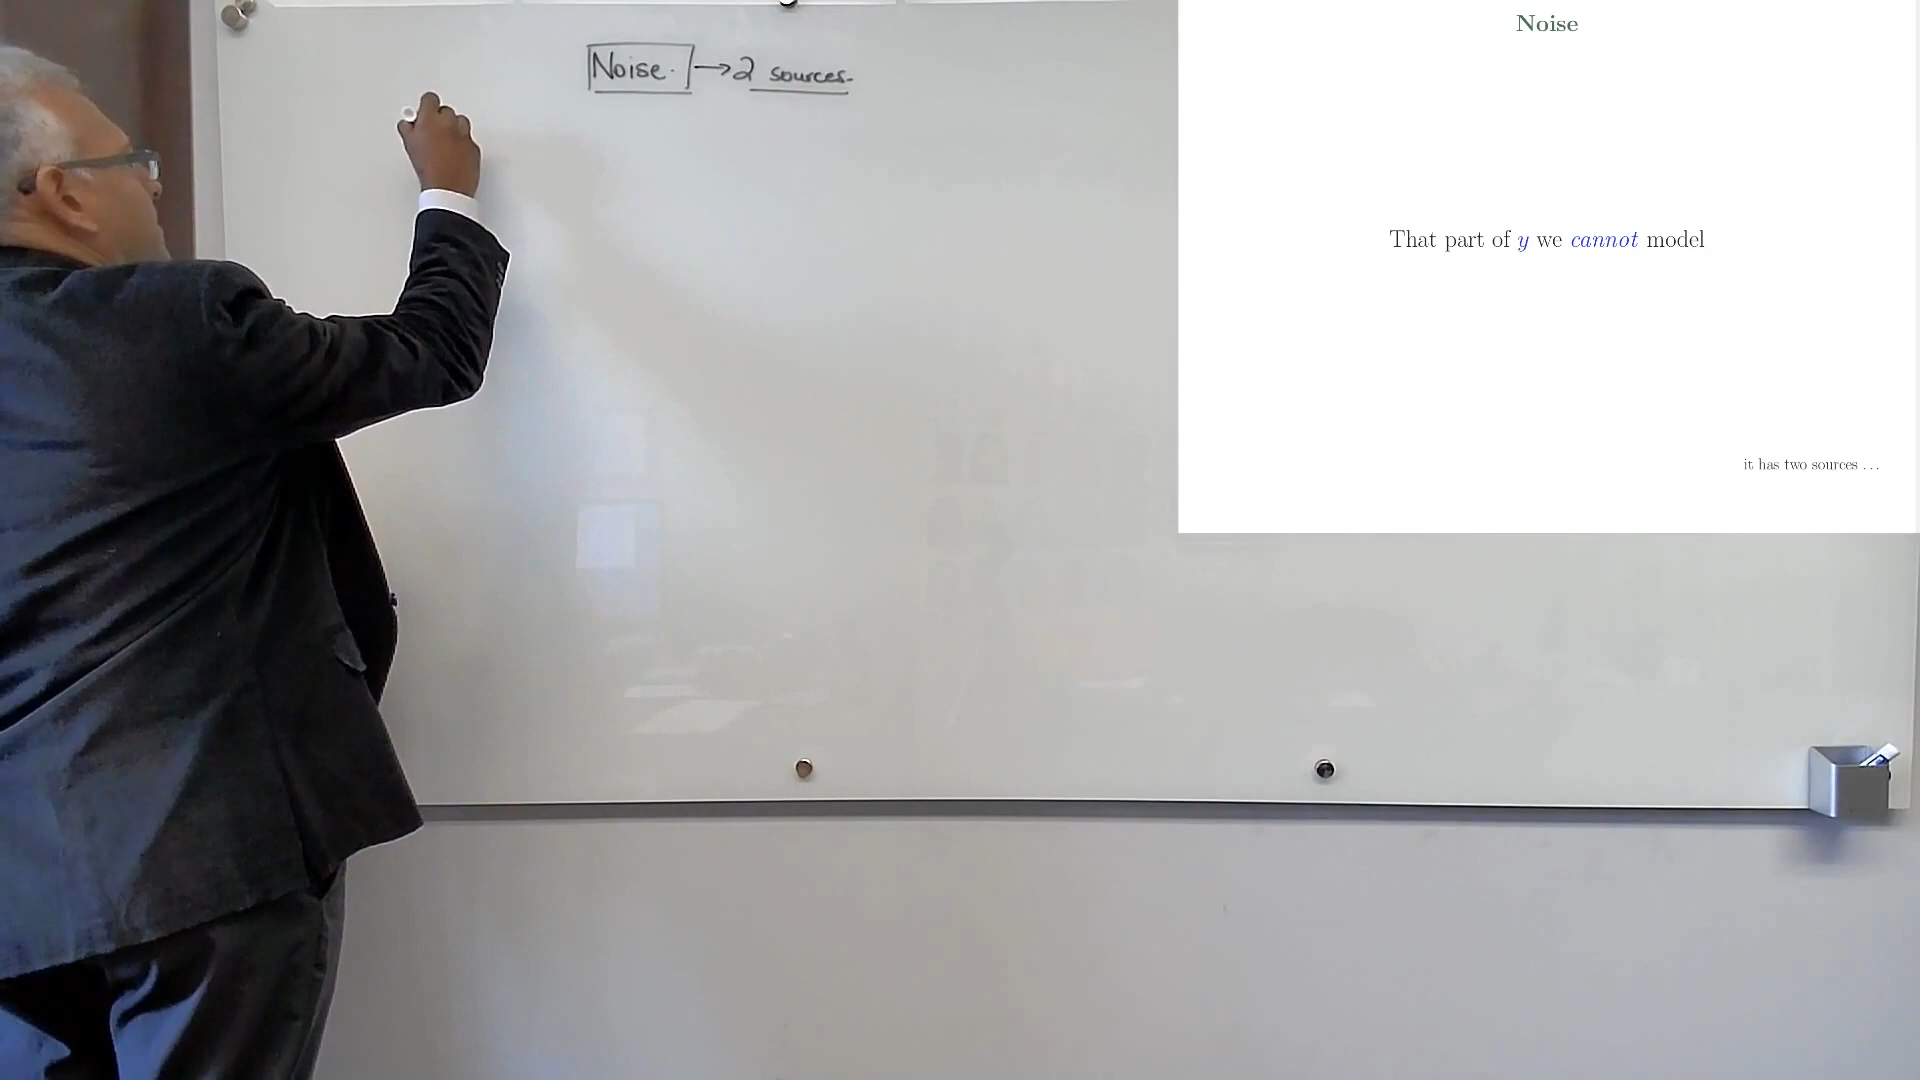 Noise. → 2 sources.
Noise
That part of y we cannot model
it has two sources ...